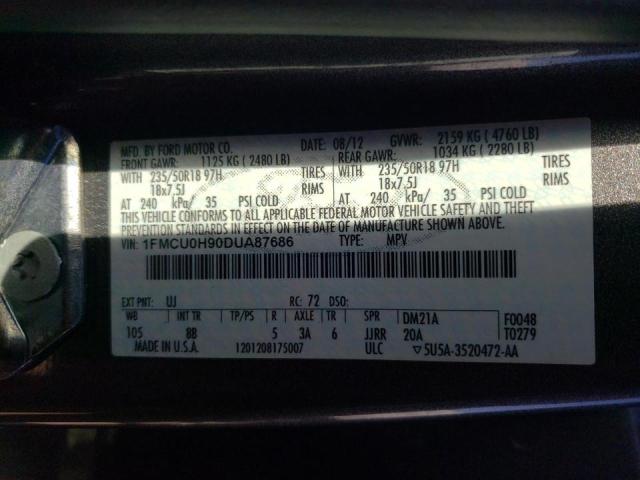 MFD. BY FORD MOTOR CO. DATE: 08/12 GVWR: 2159 KG ( 4760 LB)
FRONT GAWR: 1125 KG ( 2480 LB) REAR GAWR: 1034 KG ( 2280 LB)
WITH 235/50R18 97H TIRES WITH 235/50R18 97H TIRES
18x7.5J RIMS 18x7.5J RIMS
AT 240 kPa/ 35 PSI COLD AT 240 kPa/ 35 PSI COLD
THIS VEHICLE CONFORMS TO ALL APPLICABLE FEDERAL MOTOR VEHICLE SAFETY AND THEFT
PREVENTION STANDARDS IN EFFECT ON THE DATE OF MANUFACTURE SHOWN ABOVE.
VIN: 1FMCU0H90DUA87686 TYPE: MPV
EXT PNT: UJ RC: 72 DSO:
WB INT TR TP/PS R AXLE TR SPR DM21A F0048
105 8B 5 3A 6 JJRR 20A T0279
MADE IN U.S.A. 1201208175007 ULC ▽5U5A-3520472-AA